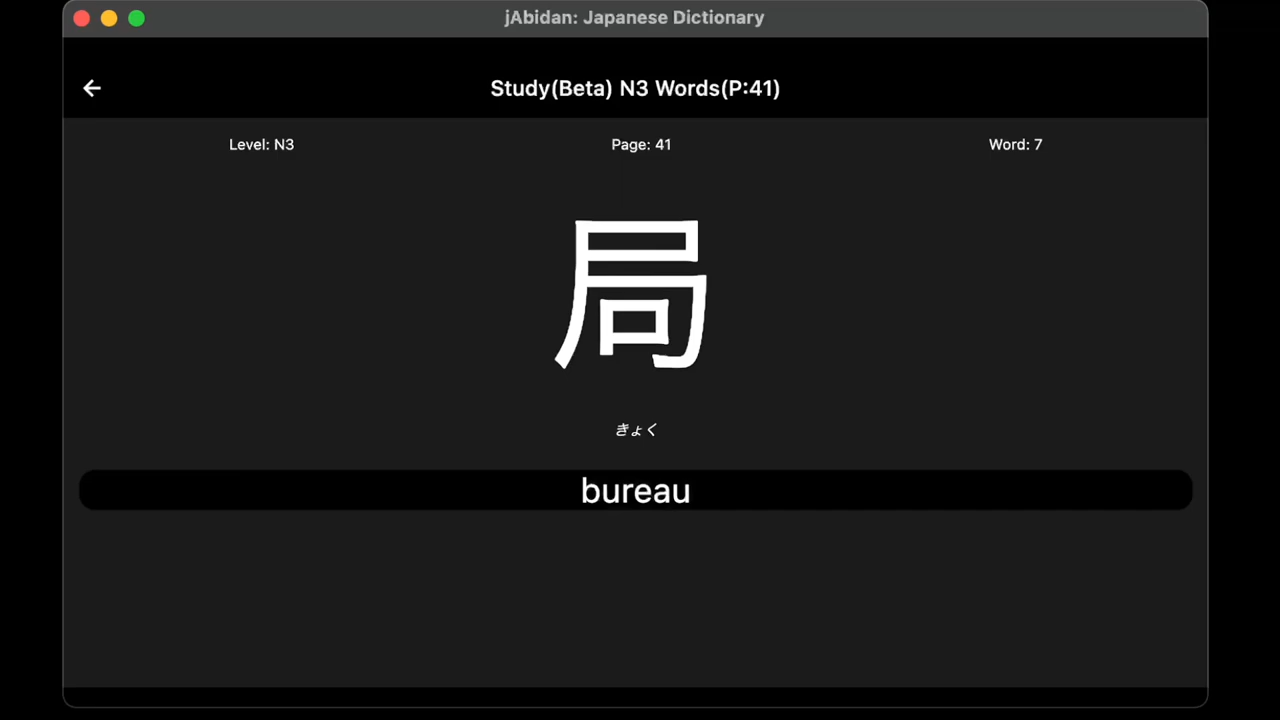 jAbidan: Japanese Dictionary
Study(Beta) N3 Words(P:41)
Level: N3
Page: 41
Word: 7
局
きょく
bureau